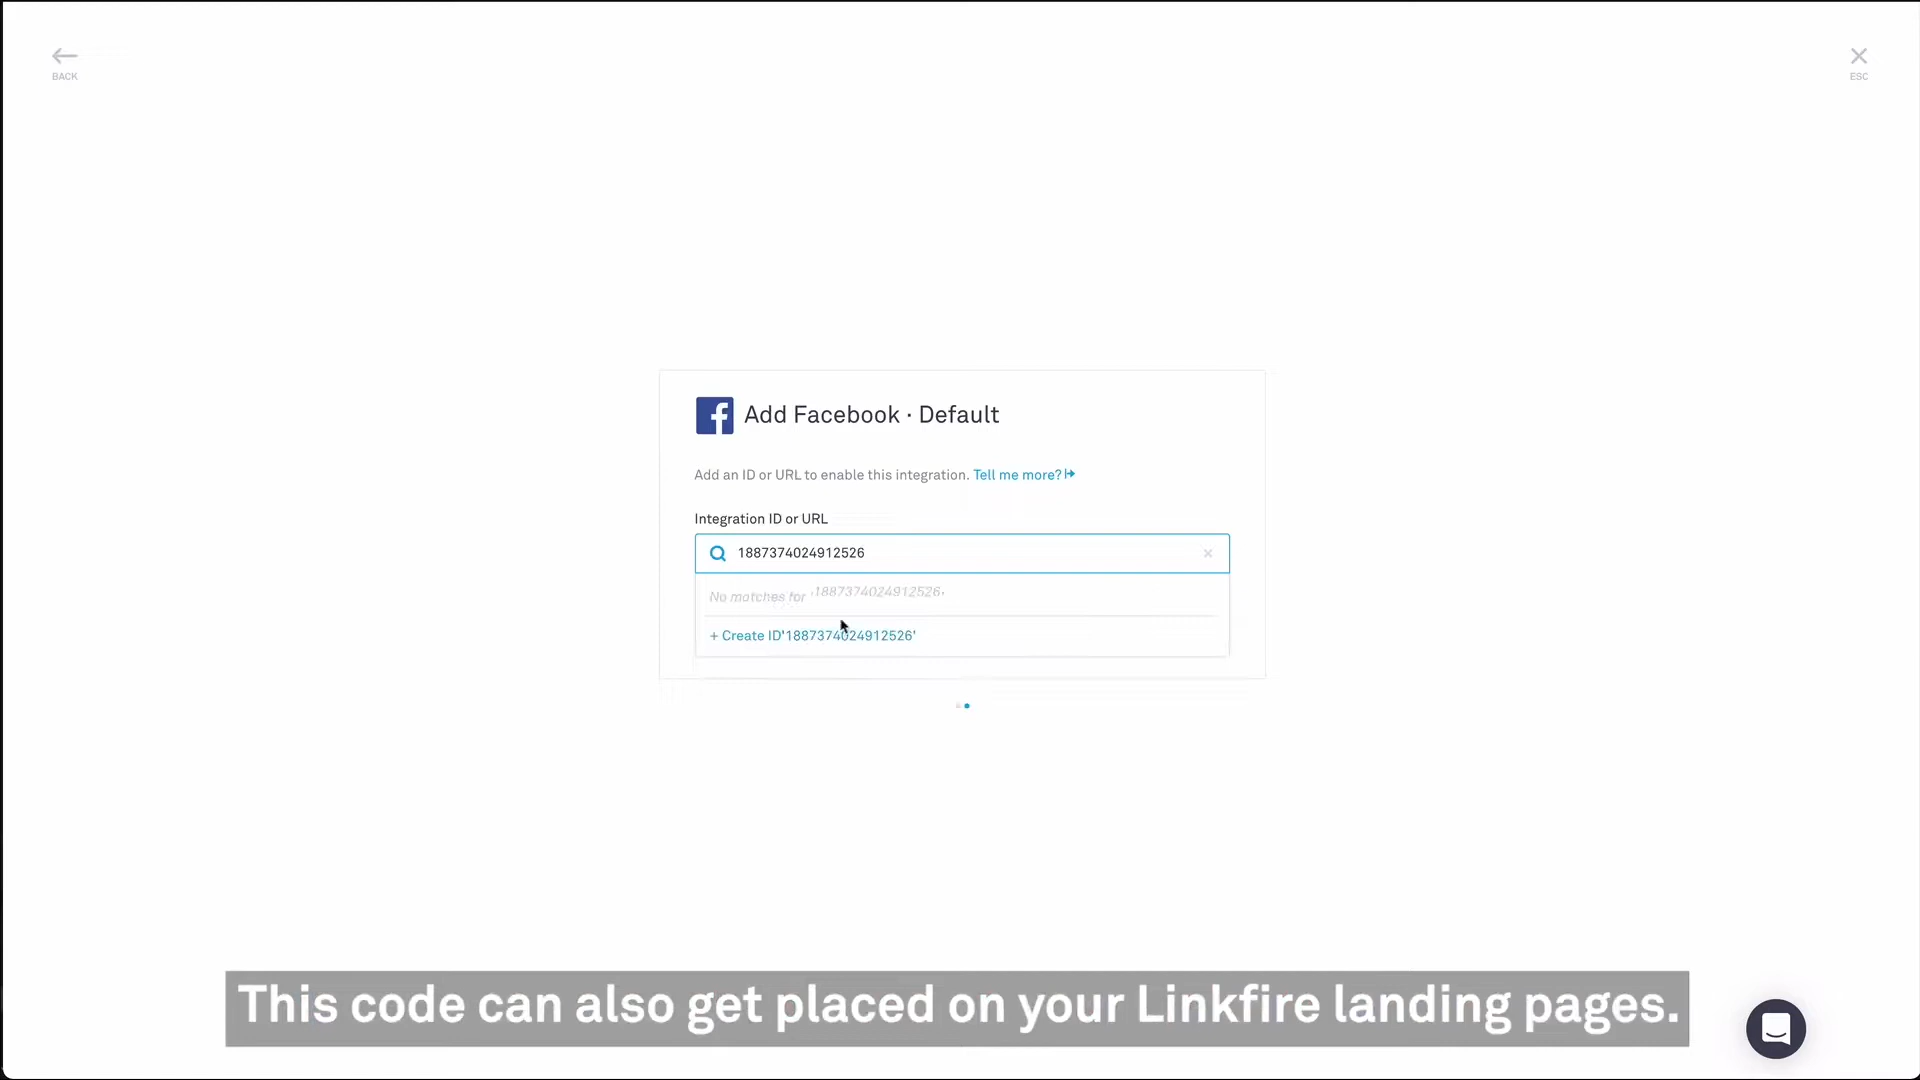 BACK
ESC
Add Facebook · Default
Add an ID or URL to enable this integration. Tell me more?
Integration ID or URL
1887374024912526
No matches for '1887374024912526'
+ Create ID'1887374024912526'
This code can also get placed on your Linkfire landing pages.